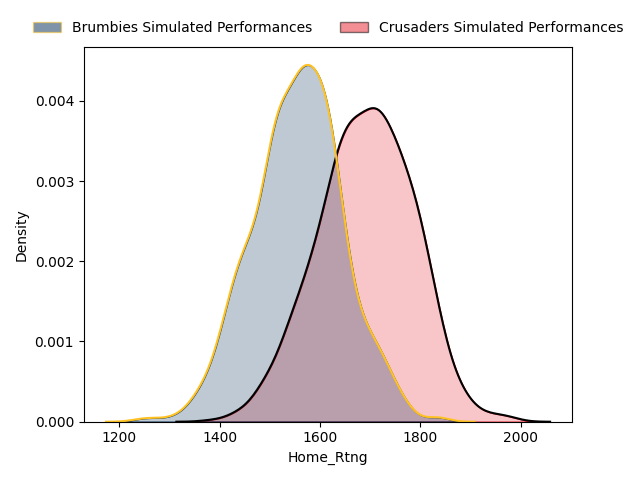 Brumbies Simulated Performances Crusaders Simulated Performances
0.004
0.003
0.002
0.001
0.000
Density
1200 1400 1600 1800 2000
Home_Rtng